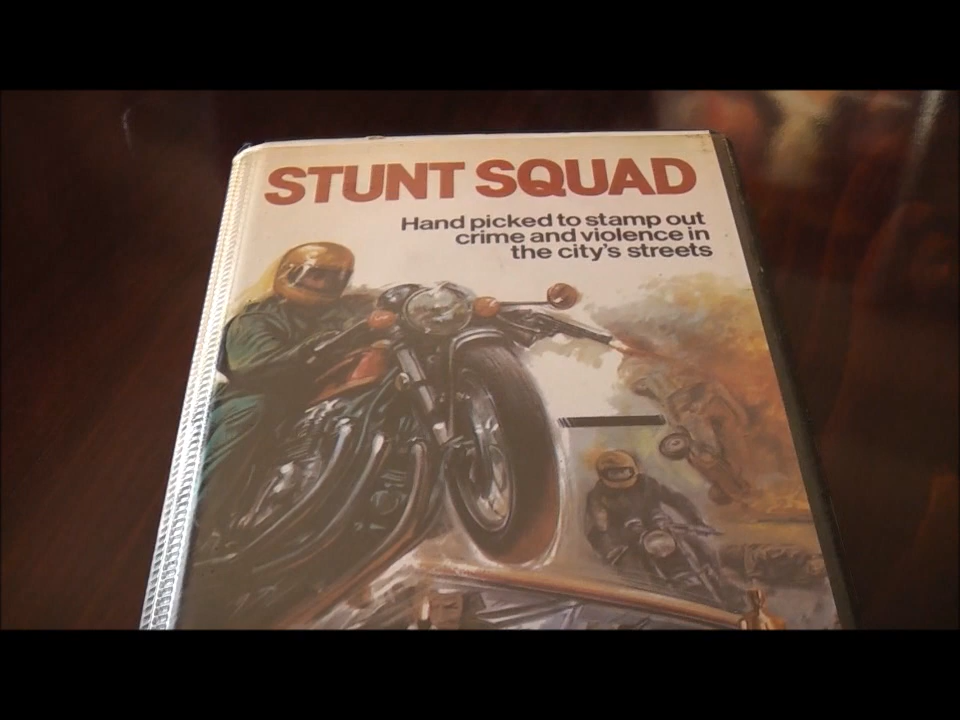 STUNT SQUAD
Hand picked to stamp out
crime and violence in
the city's streets